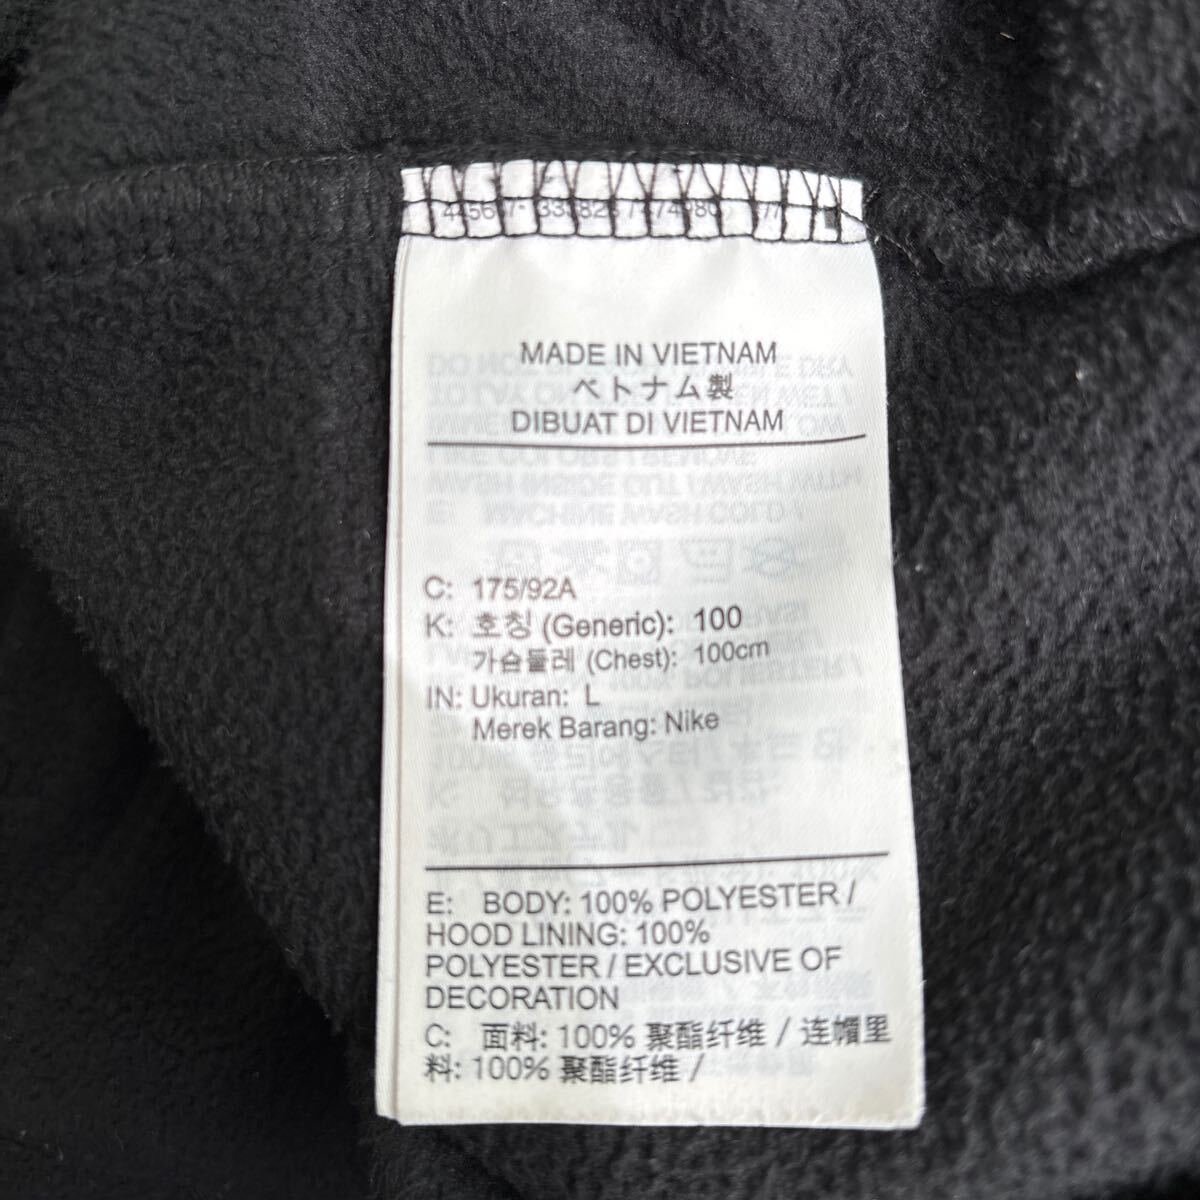 MADE IN VIETNAM
ベトナム製
DIBUAT DI VIETNAM
C: 175/92A
K: 호칭 (Generic): 100
가슴둘레 (Chest): 100cm
IN: Ukuran: L
Merek Barang: Nike
E: BODY: 100% POLYESTER /
HOOD LINING: 100%
POLYESTER / EXCLUSIVE OF
DECORATION
C: 面料: 100% 聚酯纤维 / 连帽里
料: 100% 聚酯纤维 /